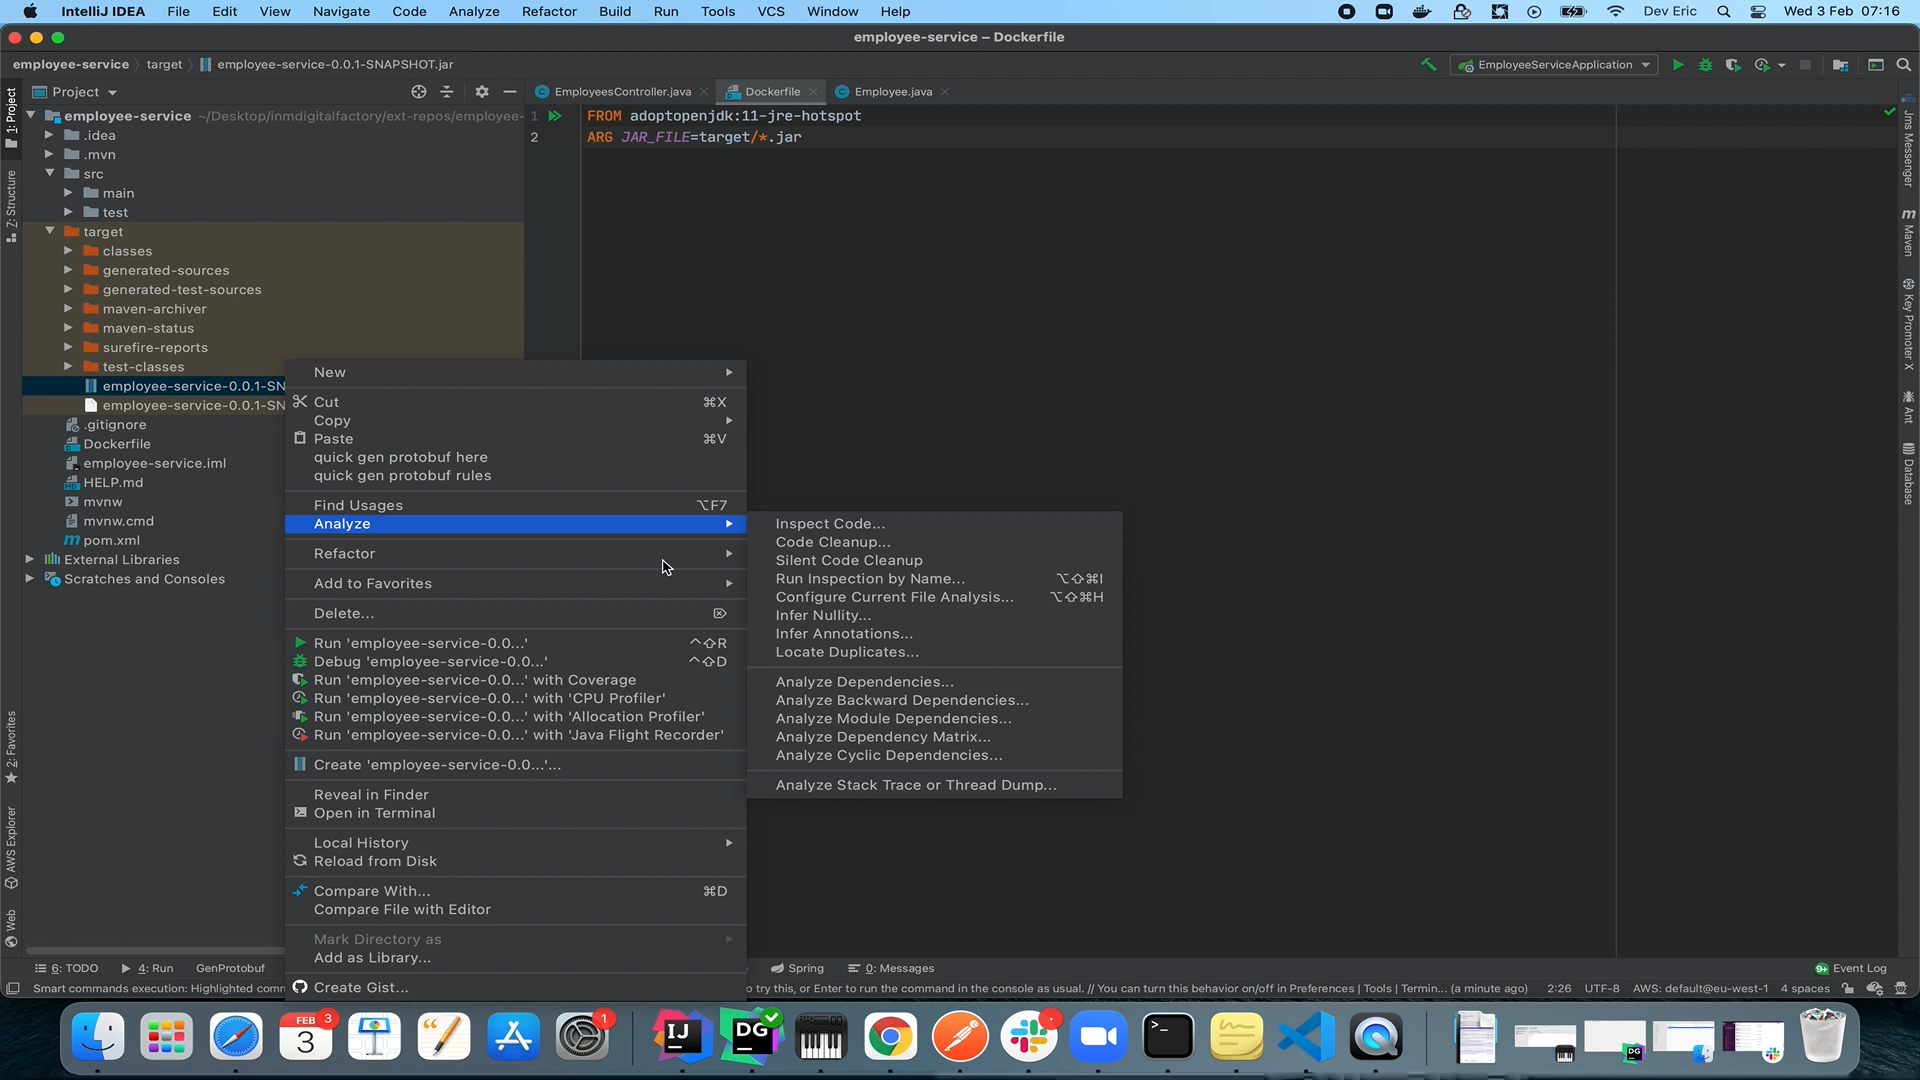 IntelliJ IDEA File Edit View Navigate Code Analyze Refactor Build Run Tools VCS Window Help Dev Eric Wed 3 Feb 07:16
employee-service – Dockerfile
employee-service target employee-service-0.0.1-SNAPSHOT.jar EmployeeServiceApplication
Project EmployeesController.java Dockerfile Employee.java
employee-service ~/Desktop/inmdigitalfactory/ext-repos/employee-
.idea
.mvn
src
main
test
target
classes
generated-sources
generated-test-sources
maven-archiver
maven-status
surefire-reports
test-classes
employee-service-0.0.1-SN
employee-service-0.0.1-SN
.gitignore
Dockerfile
employee-service.iml
HELP.md
mvnw
mvnw.cmd
pom.xml
External Libraries
Scratches and Consoles
1 FROM adoptopenjdk:11-jre-hotspot
2 ARG JAR_FILE=target/*.jar
New
Cut ⌘X
Copy
Paste ⌘V
quick gen protobuf here
quick gen protobuf rules
Find Usages ⌥F7
Analyze
Refactor
Add to Favorites
Delete... ⌦
Run 'employee-service-0.0...' ^⇧R
Debug 'employee-service-0.0...' ^⇧D
Run 'employee-service-0.0...' with Coverage
Run 'employee-service-0.0...' with 'CPU Profiler'
Run 'employee-service-0.0...' with 'Allocation Profiler'
Run 'employee-service-0.0...' with 'Java Flight Recorder'
Create 'employee-service-0.0...'...
Reveal in Finder
Open in Terminal
Local History
Reload from Disk
Compare With... ⌘D
Compare File with Editor
Mark Directory as
Add as Library...
Create Gist...
Inspect Code...
Code Cleanup...
Silent Code Cleanup
Run Inspection by Name... ⌥⇧⌘I
Configure Current File Analysis... ⌥⇧⌘H
Infer Nullity...
Infer Annotations...
Locate Duplicates...
Analyze Dependencies...
Analyze Backward Dependencies...
Analyze Module Dependencies...
Analyze Dependency Matrix...
Analyze Cyclic Dependencies...
Analyze Stack Trace or Thread Dump...
1: Project
Z: Structure
2: Favorites
AWS Explorer
Web
Jms Messenger
m Maven
Key Promoter X
Ant
Database
6: TODO 4: Run GenProtobuf Spring 0: Messages 9+ Event Log
Smart commands execution: Highlighted comm o try this, or Enter to run the command in the console as usual. // You can turn this behavior on/off in Preferences | Tools | Termin... (a minute ago) 2:26 UTF-8 AWS: default@eu-west-1 4 spaces
FEB 3
3
1
IJ
DG
>_
DG